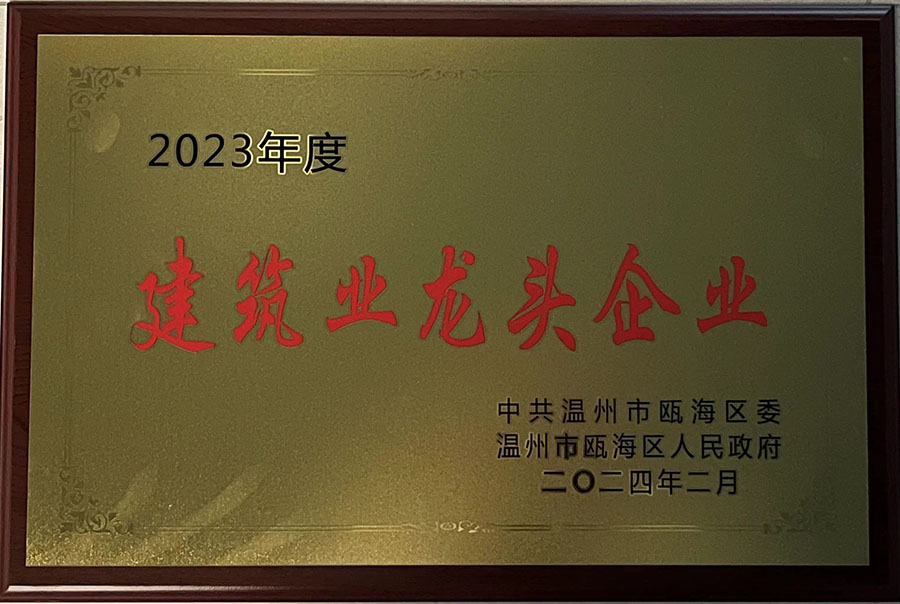 2023年度
建筑业龙头企业
中共温州市瓯海区委
温州市瓯海区人民政府
二〇二四年二月